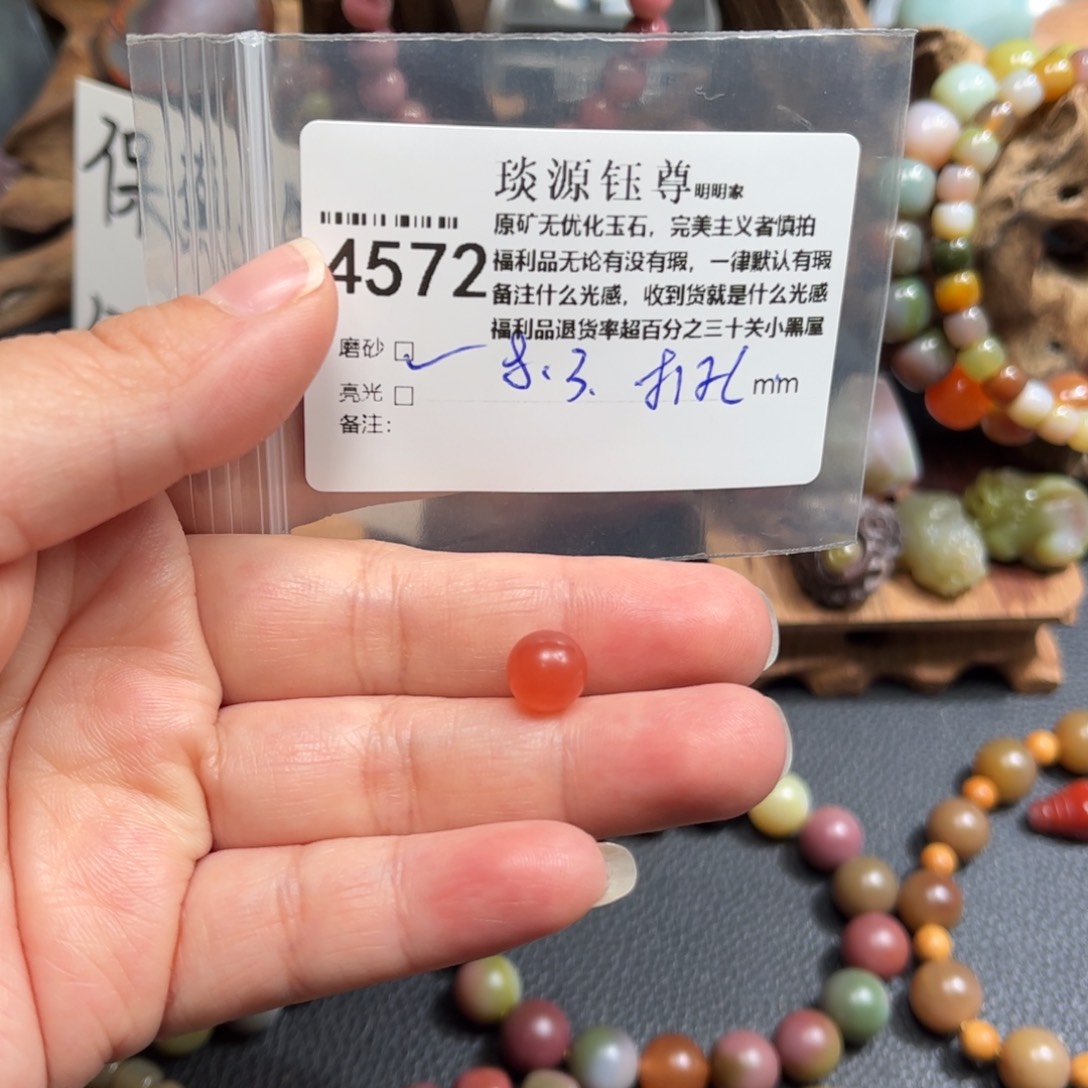 琰源钰尊明明家
原矿无优化玉石，完美主义者慎拍
4572
福利品无论有没有瑕，一律默认有瑕
备注什么光感，收到货就是什么光感
福利品退货率超百分之三十关小黑屋
磨砂 □ ✓ 8.3. 打孔 mm
亮光 □
备注：
保